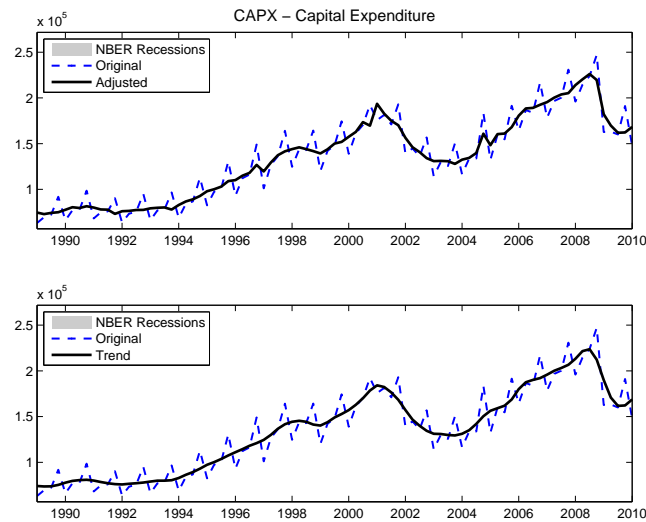 CAPX – Capital Expenditure
x 10^5
2.5
2
1.5
1
NBER Recessions
Original
Adjusted
1990 1992 1994 1996 1998 2000 2002 2004 2006 2008 2010
x 10^5
2.5
2
1.5
1
NBER Recessions
Original
Trend
1990 1992 1994 1996 1998 2000 2002 2004 2006 2008 2010